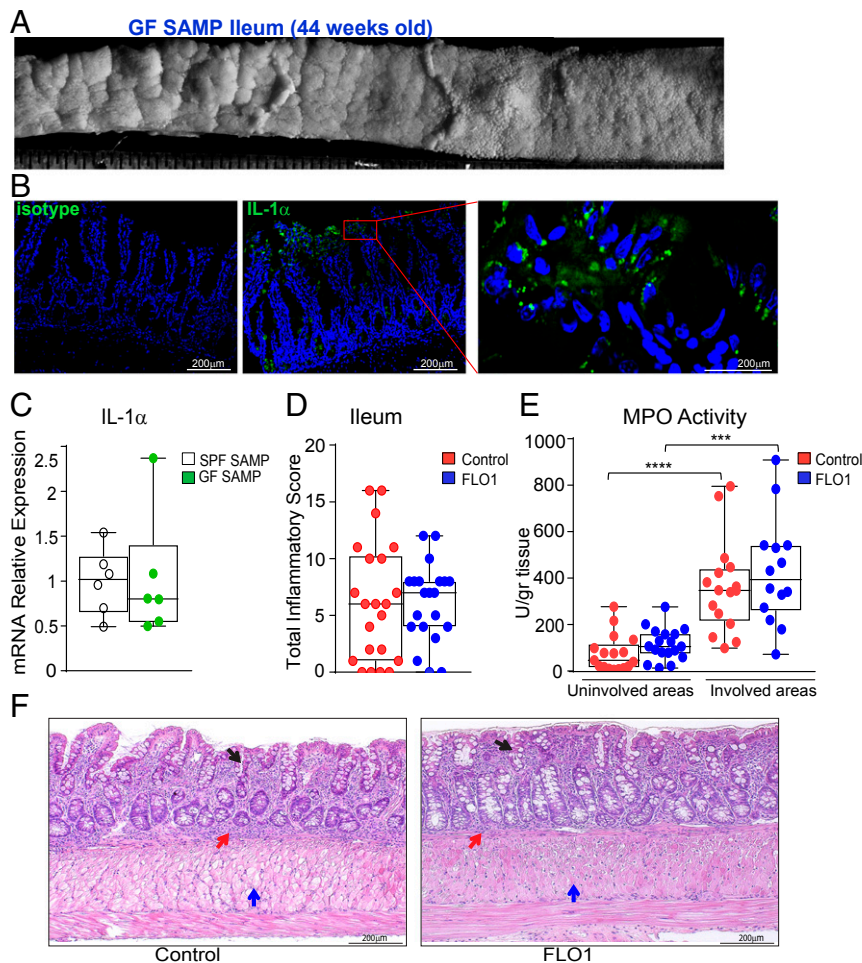 A
GF SAMP Ileum (44 weeks old)
B
isotype
IL-1α
200μm
200μm
200μm
C
IL-1α
mRNA Relative Expression
2.5
2
1.5
1
0.5
0
SPF SAMP
GF SAMP
D
Ileum
Total Inflammatory Score
20
15
10
5
0
Control
FLO1
E
MPO Activity
U/gr tissue
1000
800
600
400
200
0
****
***
Control
FLO1
Uninvolved areas
Involved areas
F
200μm
200μm
Control
FLO1